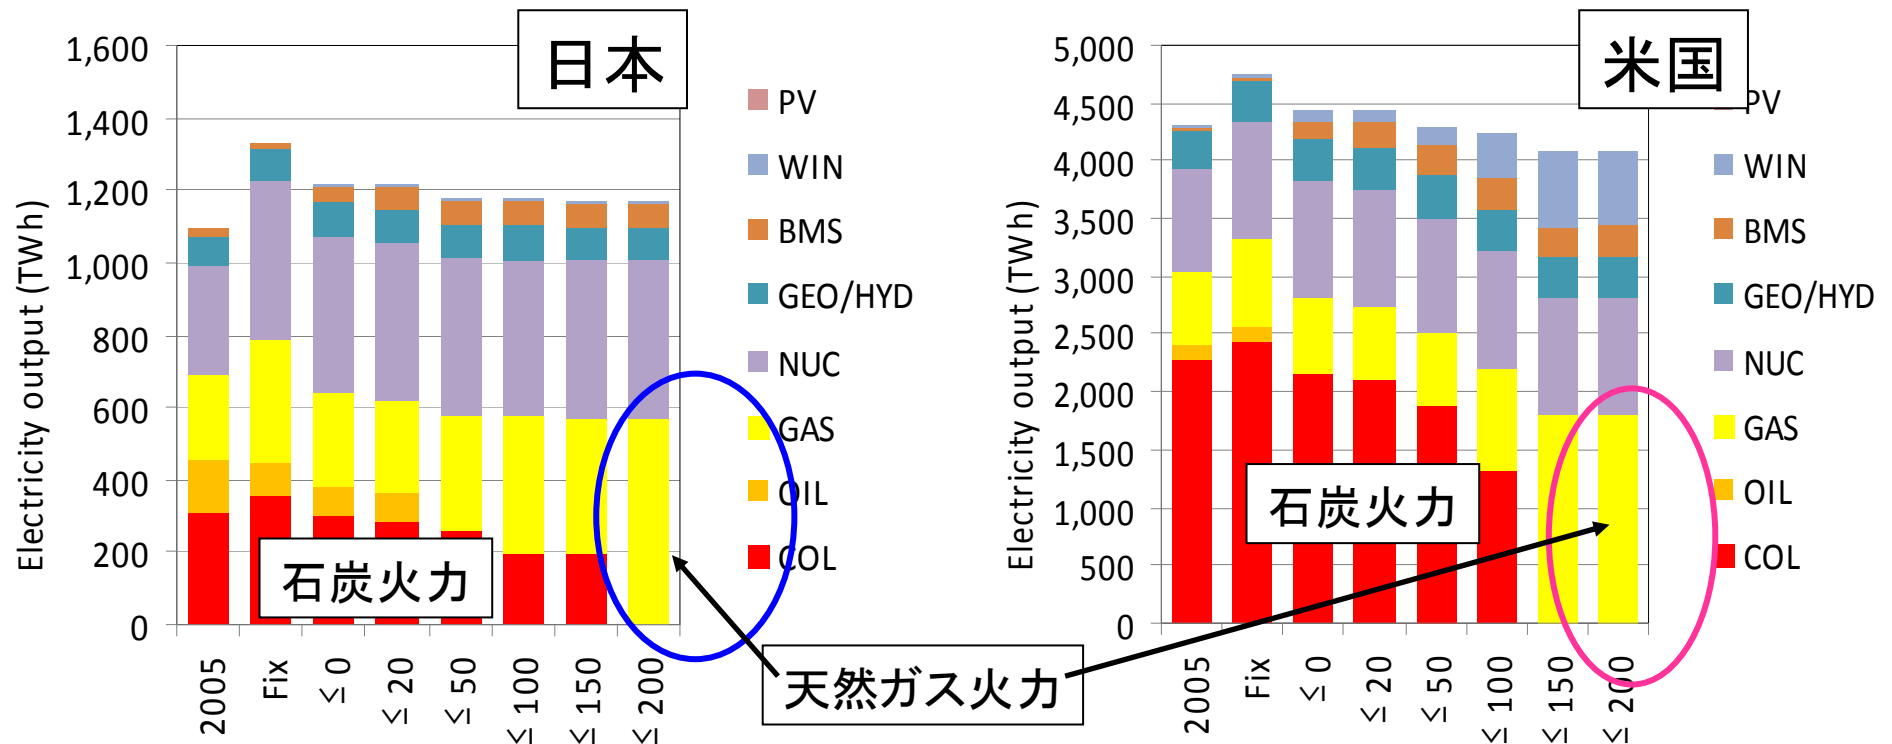 日本
Electricity output (TWh)
1,600
1,400
1,200
1,000
800
600
400
200
0
2005
Fix
≤ 0
≤ 20
≤ 50
≤ 100
≤ 150
≤ 200
PV
WIN
BMS
GEO/HYD
NUC
GAS
OIL
COL
石炭火力
米国
Electricity output (TWh)
5,000
4,500
4,000
3,500
3,000
2,500
2,000
1,500
1,000
500
0
2005
Fix
≤ 0
≤ 20
≤ 50
≤ 100
≤ 150
≤ 200
PV
WIN
BMS
GEO/HYD
NUC
GAS
OIL
COL
石炭火力
天然ガス火力